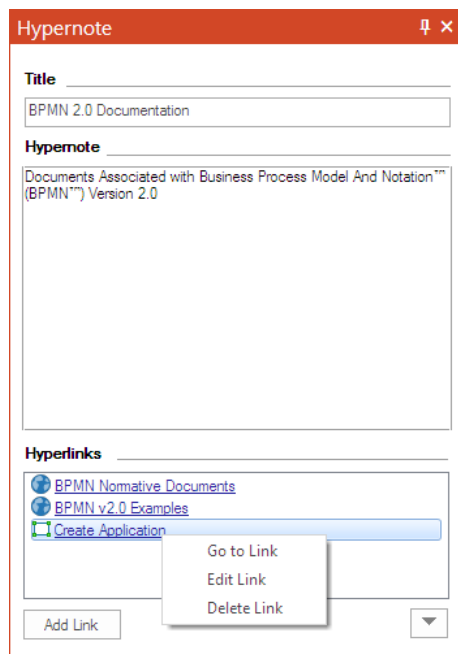 Hypernote
Title
BPMN 2.0 Documentation
Hypernote
Documents Associated with Business Process Model And Notation™
(BPMN™) Version 2.0
Hyperlinks
BPMN Normative Documents
BPMN v2.0 Examples
Create Application
Go to Link
Edit Link
Delete Link
Add Link